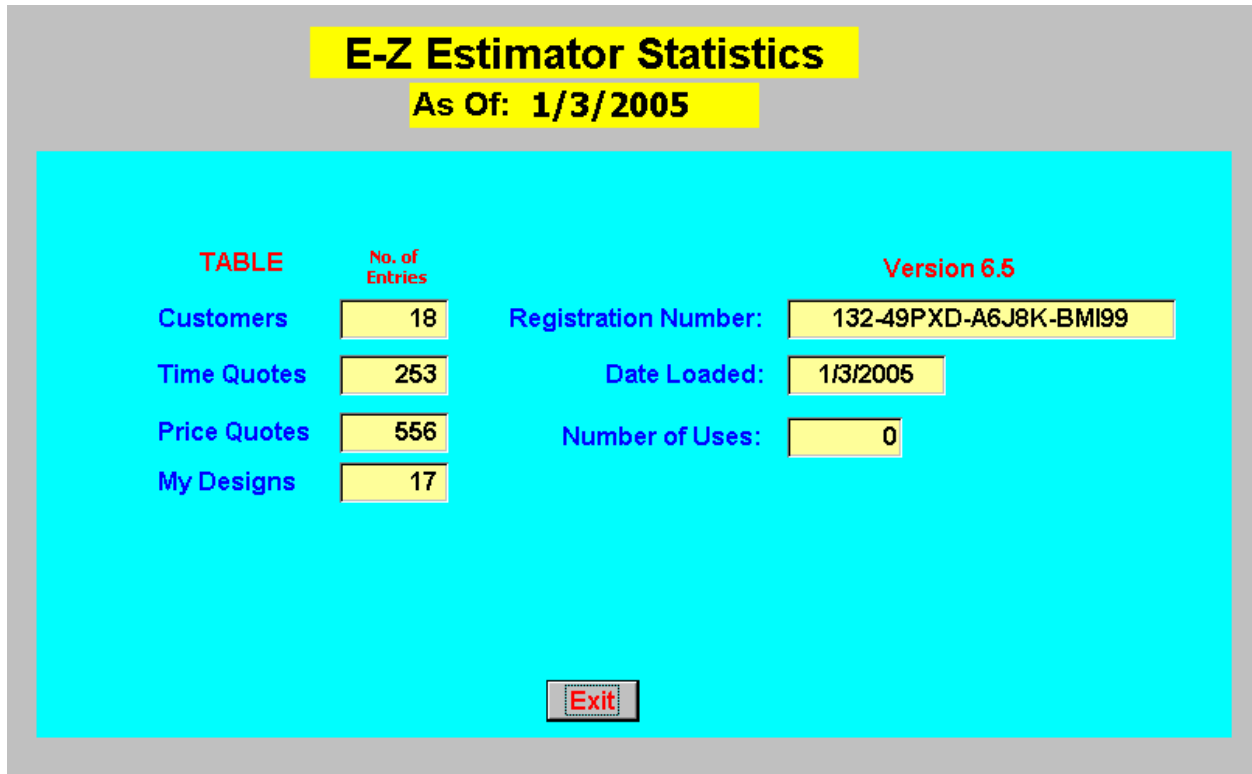 E-Z Estimator Statistics
As Of: 1/3/2005
TABLE No. of Entries Version 6.5
Customers 18 Registration Number: 132-49PXD-A6J8K-BMI99
Time Quotes 253 Date Loaded: 1/3/2005
Price Quotes 556 Number of Uses: 0
My Designs 17
Exit